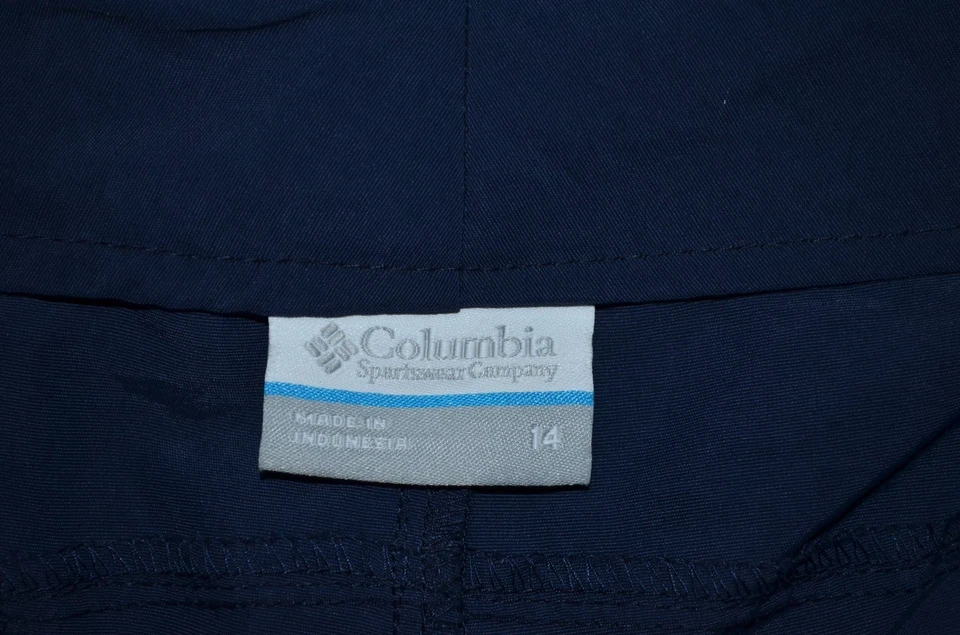 Columbia
Sportswear Company
MADE IN
INDONESIA
14